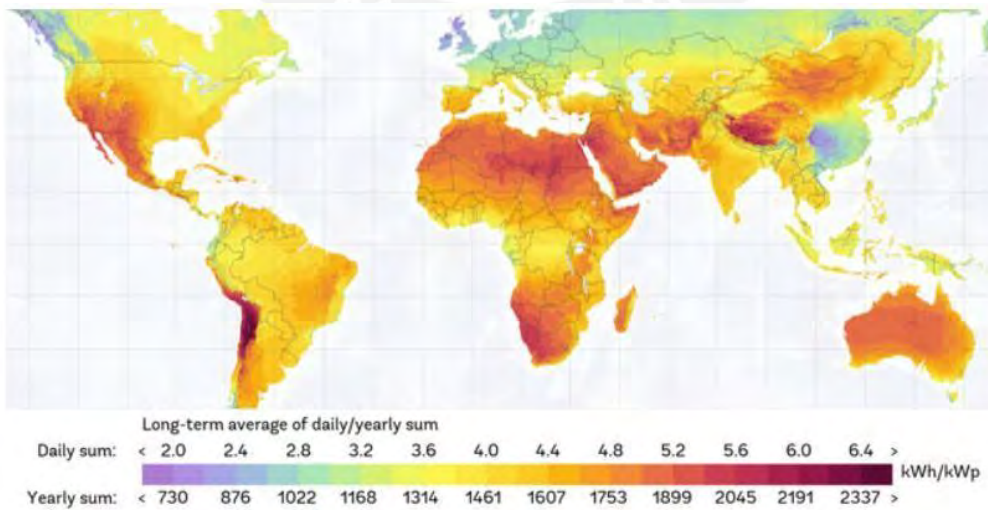 Long-term average of daily/yearly sum
Daily sum: < 2.0 2.4 2.8 3.2 3.6 4.0 4.4 4.8 5.2 5.6 6.0 6.4 >
kWh/kWp
Yearly sum: < 730 876 1022 1168 1314 1461 1607 1753 1899 2045 2191 2337 >